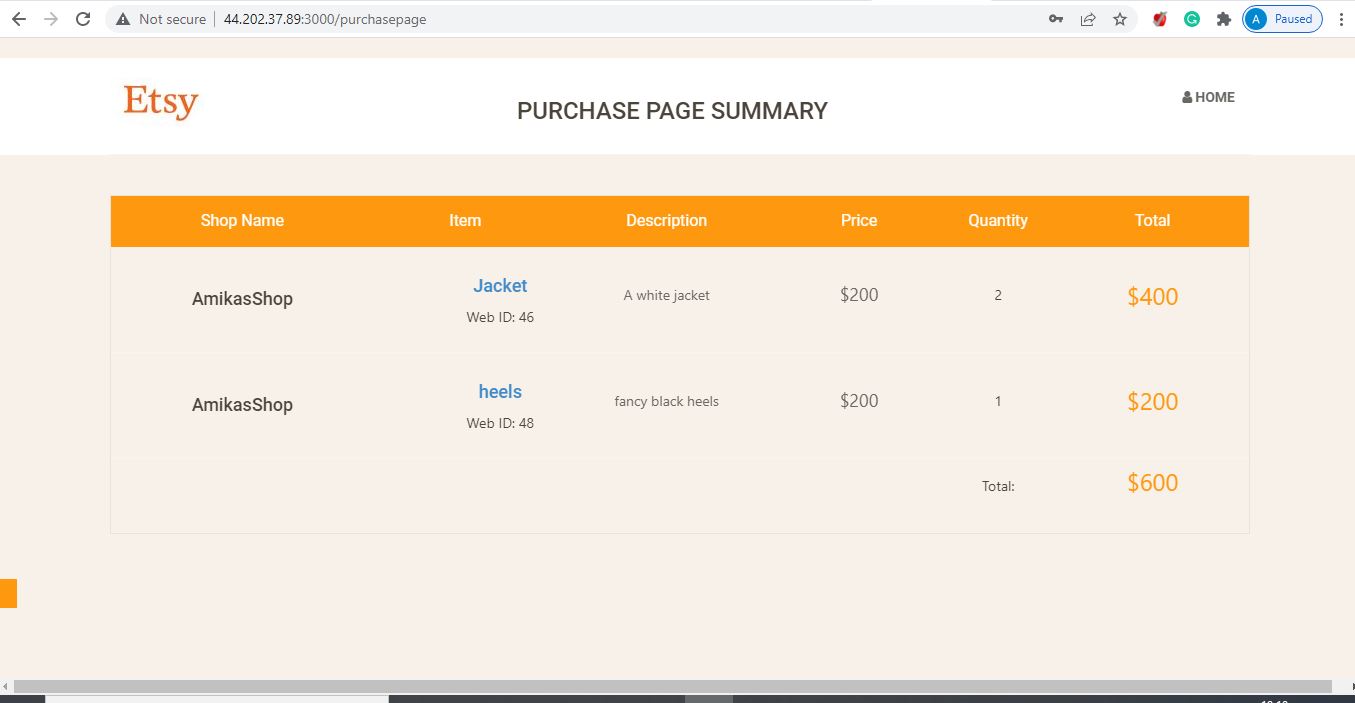 Not secure | 44.202.37.89:3000/purchasepage
A Paused
Etsy
PURCHASE PAGE SUMMARY
HOME
Shop Name Item Description Price Quantity Total
AmikasShop Jacket A white jacket $200 2 $400
Web ID: 46
AmikasShop heels fancy black heels $200 1 $200
Web ID: 48
Total: $600